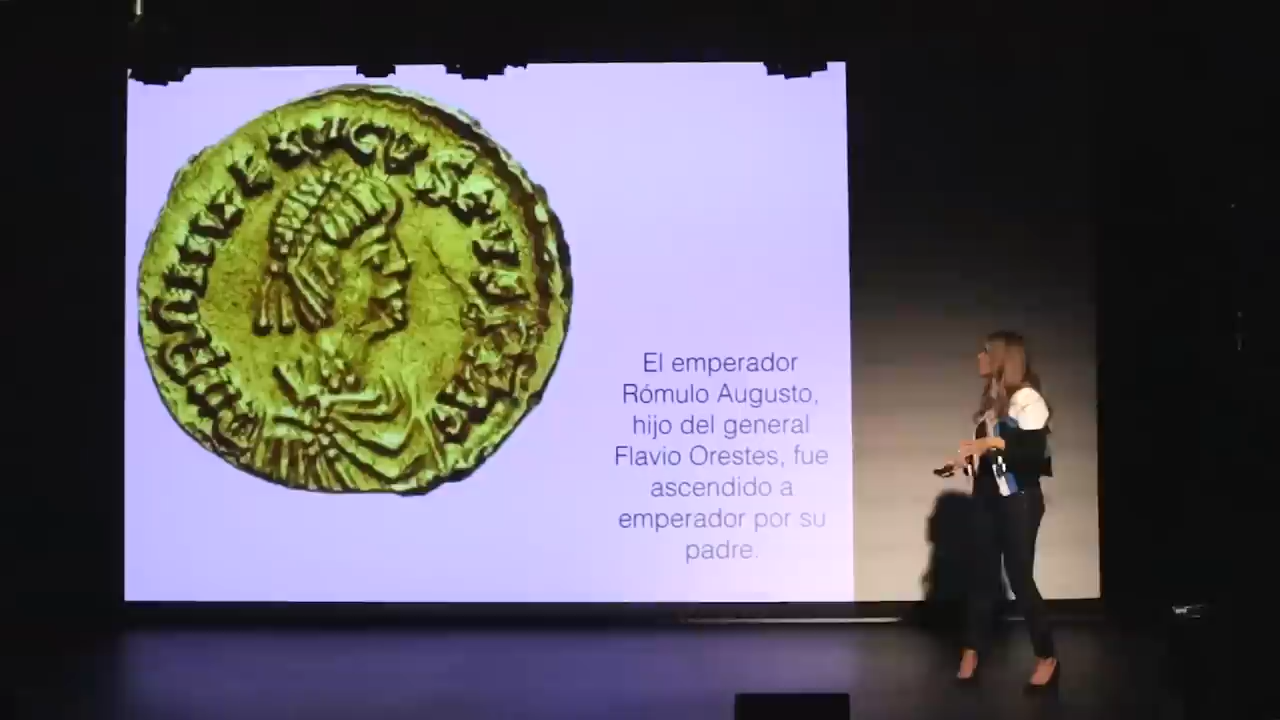 El emperador
Rómulo Augusto,
hijo del general
Flavio Orestes, fue
ascendido a
emperador por su
padre.